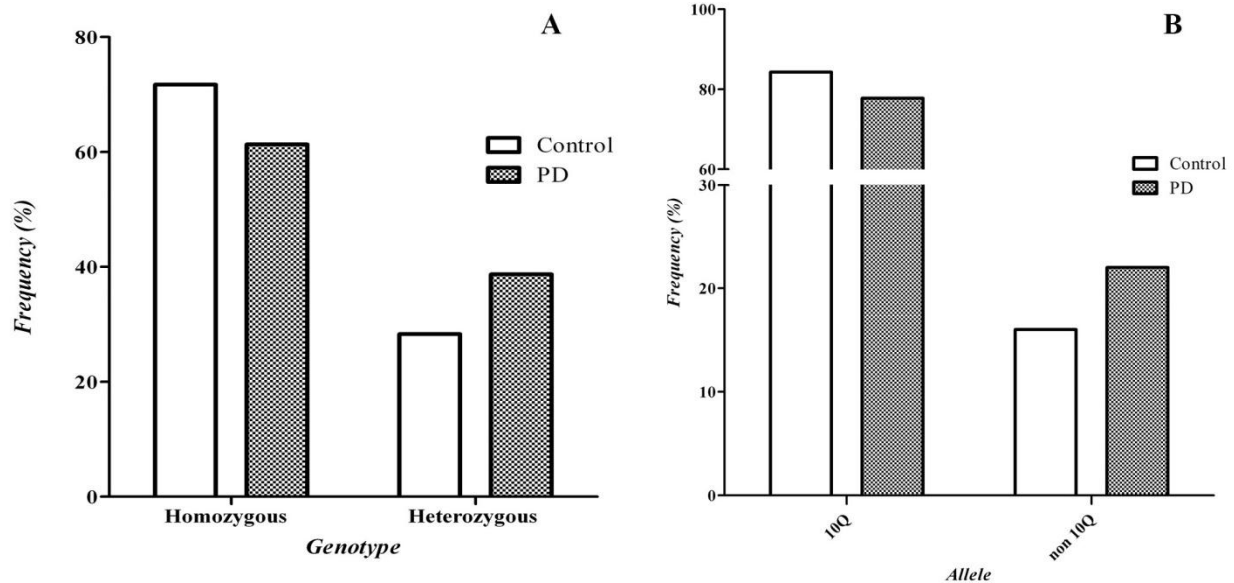 A
80
60
40
20
0
Frequency (%)
Control
PD
Homozygous
Heterozygous
Genotype
B
100
80
60
30
20
10
0
Frequency (%)
Control
PD
10Q
non 10Q
Allele